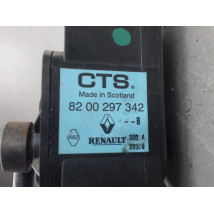 CTS.
Made in Scotland
82 00 297 342
--B
RENAULT